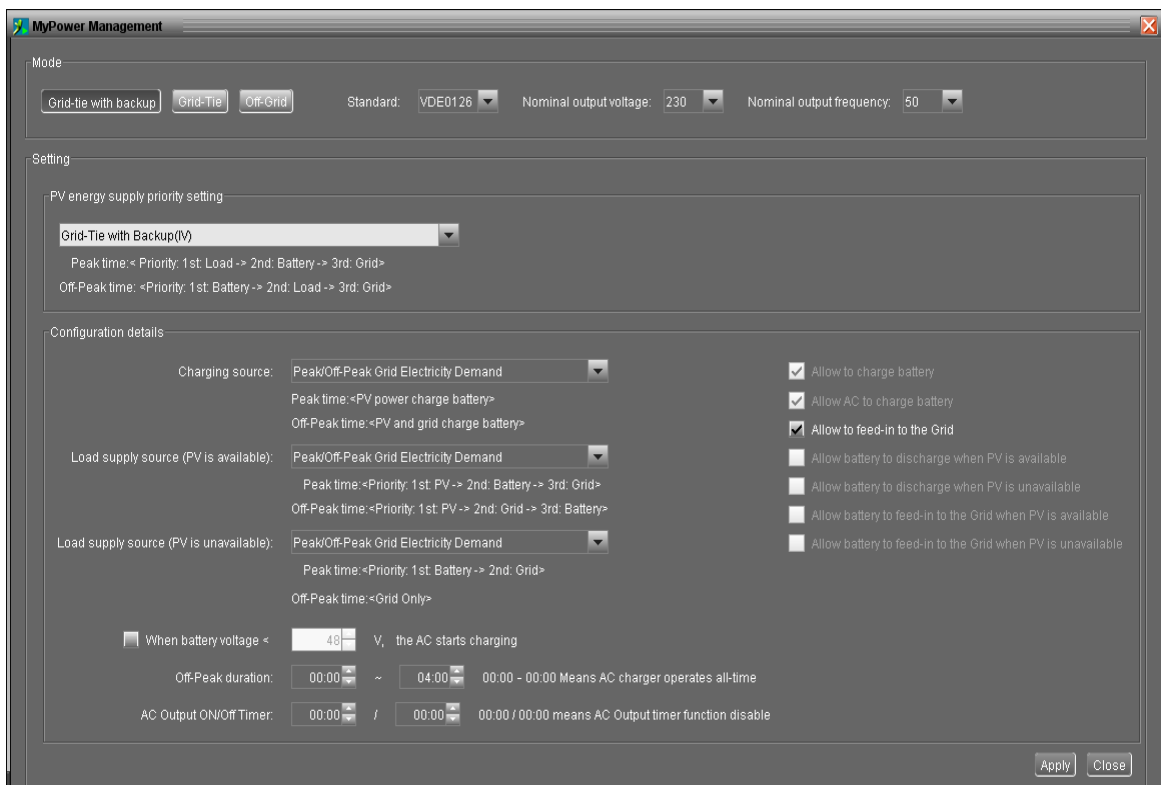 MyPower Management
Mode
Grid-tie with backup Grid-Tie Off-Grid Standard: VDE0126 Nominal output voltage: 230 Nominal output frequency: 50
Setting
PV energy supply priority setting
Grid-Tie with Backup(IV)
Peak time:< Priority: 1st: Load -> 2nd: Battery -> 3rd: Grid>
Off-Peak time: <Priority: 1st: Battery -> 2nd: Load -> 3rd: Grid>
Configuration details
Charging source: Peak/Off-Peak Grid Electricity Demand Allow to charge battery
Peak time:<PV power charge battery> Allow AC to charge battery
Off-Peak time:<PV and grid charge battery> Allow to feed-in to the Grid
Load supply source (PV is available): Peak/Off-Peak Grid Electricity Demand Allow battery to discharge when PV is available
Peak time:<Priority: 1st: PV -> 2nd: Battery -> 3rd: Grid> Allow battery to discharge when PV is unavailable
Off-Peak time:<Priority: 1st: PV -> 2nd: Grid -> 3rd: Battery> Allow battery to feed-in to the Grid when PV is available
Load supply source (PV is unavailable): Peak/Off-Peak Grid Electricity Demand Allow battery to feed-in to the Grid when PV is unavailable
Peak time:<Priority: 1st: Battery -> 2nd: Grid>
Off-Peak time:<Grid Only>
When battery voltage < 48 V, the AC starts charging
Off-Peak duration: 00:00 ~ 04:00 00:00 - 00:00 Means AC charger operates all-time
AC Output ON/Off Timer: 00:00 / 00:00 00:00 / 00:00 means AC Output timer function disable
Apply Close